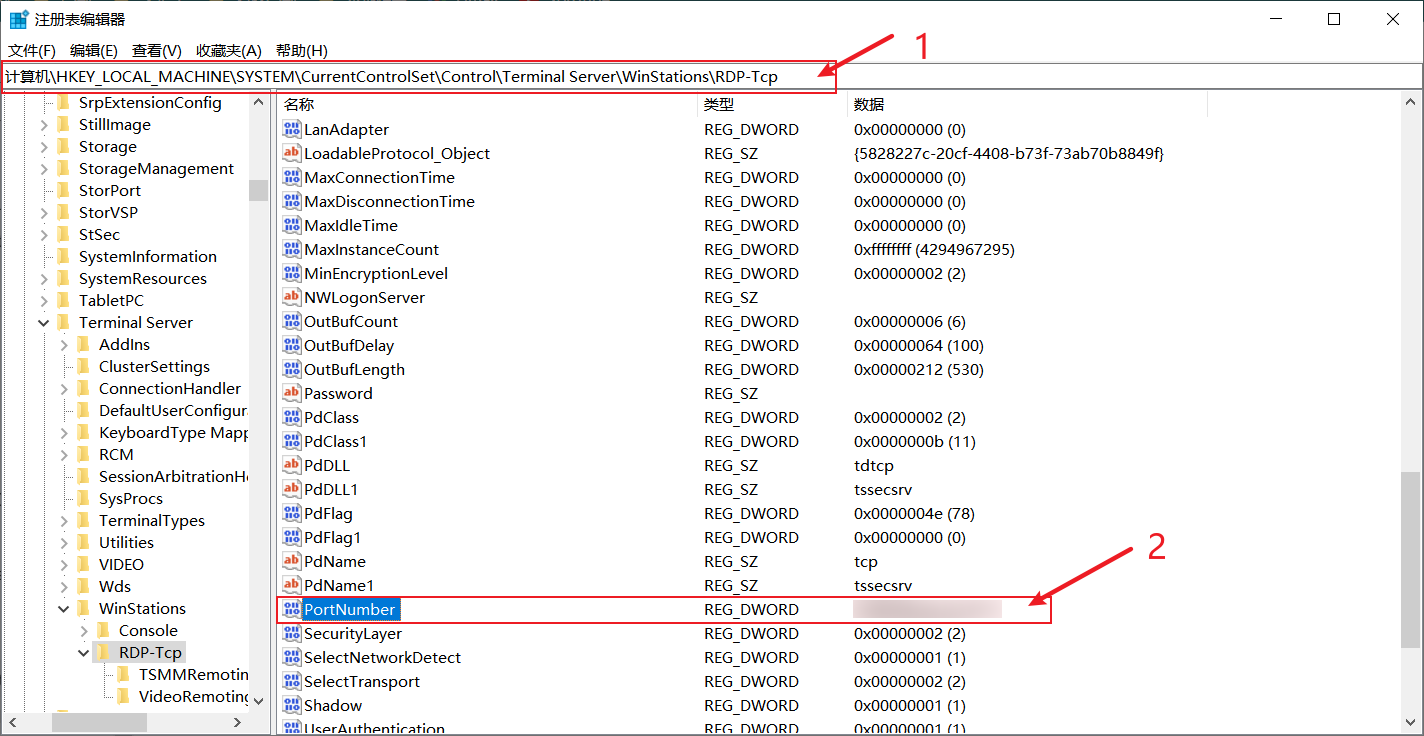 注册表编辑器
文件(F) 编辑(E) 查看(V) 收藏夹(A) 帮助(H)
1
计算机\HKEY_LOCAL_MACHINE\SYSTEM\CurrentControlSet\Control\Terminal Server\WinStations\RDP-Tcp
SrpExtensionConfig
StillImage
Storage
StorageManagement
StorPort
StorVSP
StSec
SystemInformation
SystemResources
TabletPC
Terminal Server
AddIns
ClusterSettings
ConnectionHandler
DefaultUserConfigur
KeyboardType Mapp
RCM
SessionArbitrationHe
SysProcs
TerminalTypes
Utilities
VIDEO
Wds
WinStations
Console
RDP-Tcp
TSMMRemotin
VideoRemoting
名称 类型 数据
LanAdapter REG_DWORD 0x00000000 (0)
LoadableProtocol_Object REG_SZ {5828227c-20cf-4408-b73f-73ab70b8849f}
MaxConnectionTime REG_DWORD 0x00000000 (0)
MaxDisconnectionTime REG_DWORD 0x00000000 (0)
MaxIdleTime REG_DWORD 0x00000000 (0)
MaxInstanceCount REG_DWORD 0xffffffff (4294967295)
MinEncryptionLevel REG_DWORD 0x00000002 (2)
NWLogonServer REG_SZ
OutBufCount REG_DWORD 0x00000006 (6)
OutBufDelay REG_DWORD 0x00000064 (100)
OutBufLength REG_DWORD 0x00000212 (530)
Password REG_SZ
PdClass REG_DWORD 0x00000002 (2)
PdClass1 REG_DWORD 0x0000000b (11)
PdDLL REG_SZ tdtcp
PdDLL1 REG_SZ tssecsrv
PdFlag REG_DWORD 0x0000004e (78)
PdFlag1 REG_DWORD 0x00000000 (0)
PdName REG_SZ tcp
PdName1 REG_SZ tssecsrv
2
PortNumber REG_DWORD
SecurityLayer REG_DWORD 0x00000002 (2)
SelectNetworkDetect REG_DWORD 0x00000001 (1)
SelectTransport REG_DWORD 0x00000002 (2)
Shadow REG_DWORD 0x00000001 (1)
UserAuthentication REG_DWORD 0x00000001 (1)